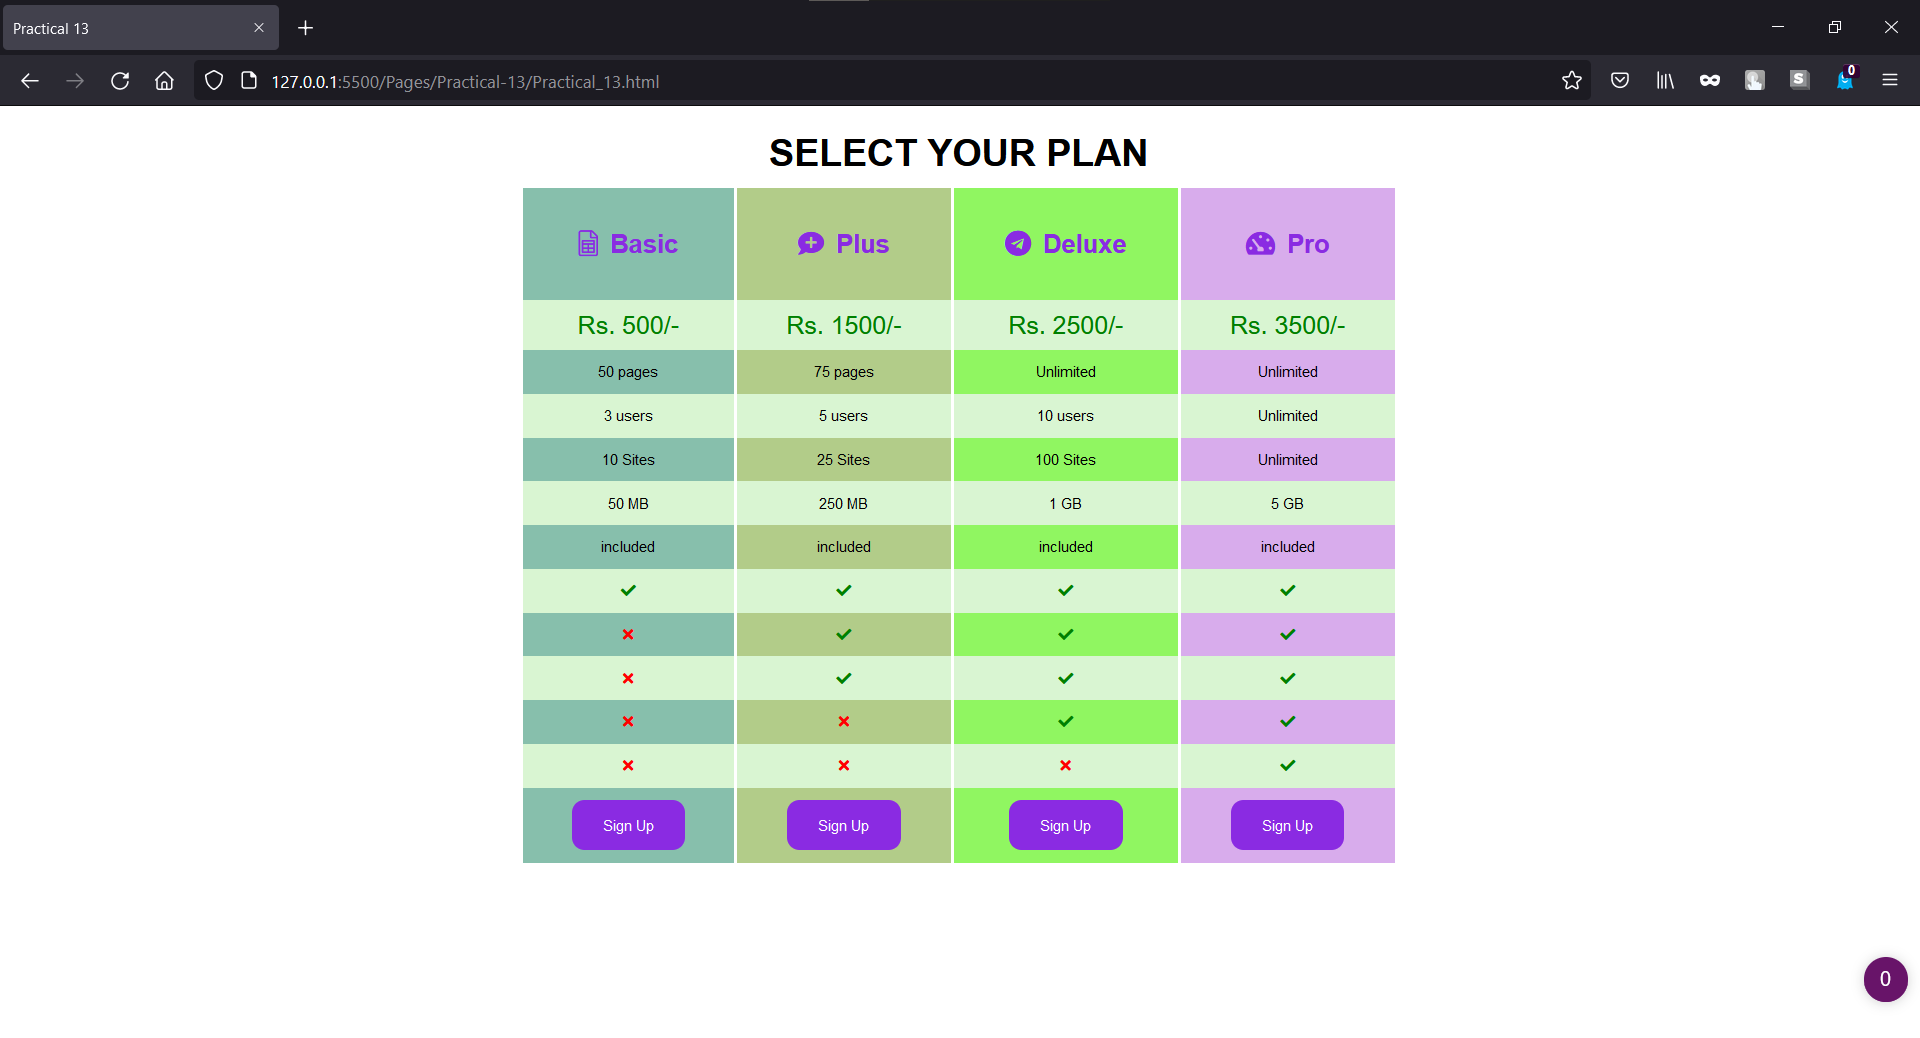 Practical 13
127.0.0.1:5500/Pages/Practical-13/Practical_13.html
S
0
SELECT YOUR PLAN
Basic Plus Deluxe Pro
Rs. 500/- Rs. 1500/- Rs. 2500/- Rs. 3500/-
50 pages 75 pages Unlimited Unlimited
3 users 5 users 10 users Unlimited
10 Sites 25 Sites 100 Sites Unlimited
50 MB 250 MB 1 GB 5 GB
included included included included
Sign Up Sign Up Sign Up Sign Up
0